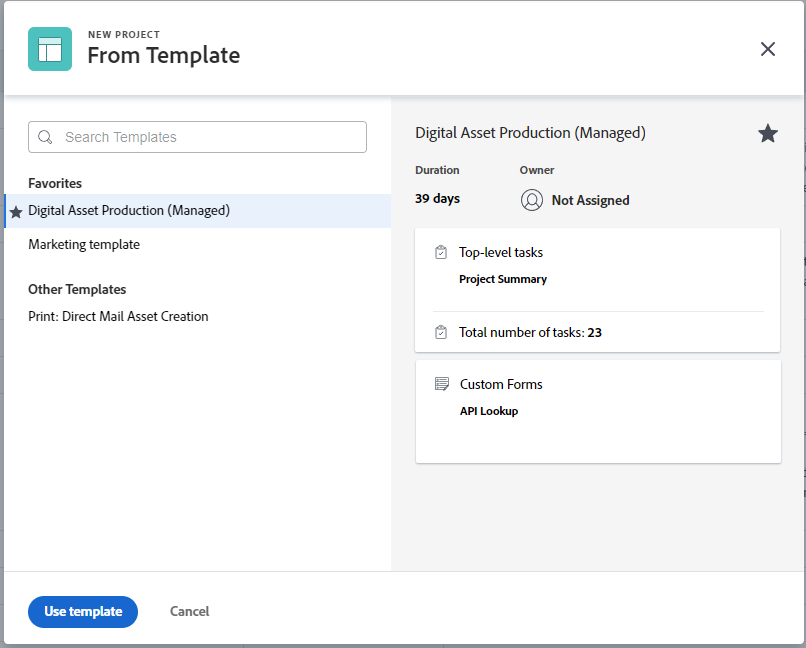 NEW PROJECT
From Template
Search Templates
Favorites
Digital Asset Production (Managed)
Marketing template
Other Templates
Print: Direct Mail Asset Creation
Digital Asset Production (Managed)
Duration
Owner
39 days
Not Assigned
Top-level tasks
Project Summary
Total number of tasks: 23
Custom Forms
API Lookup
Use template
Cancel